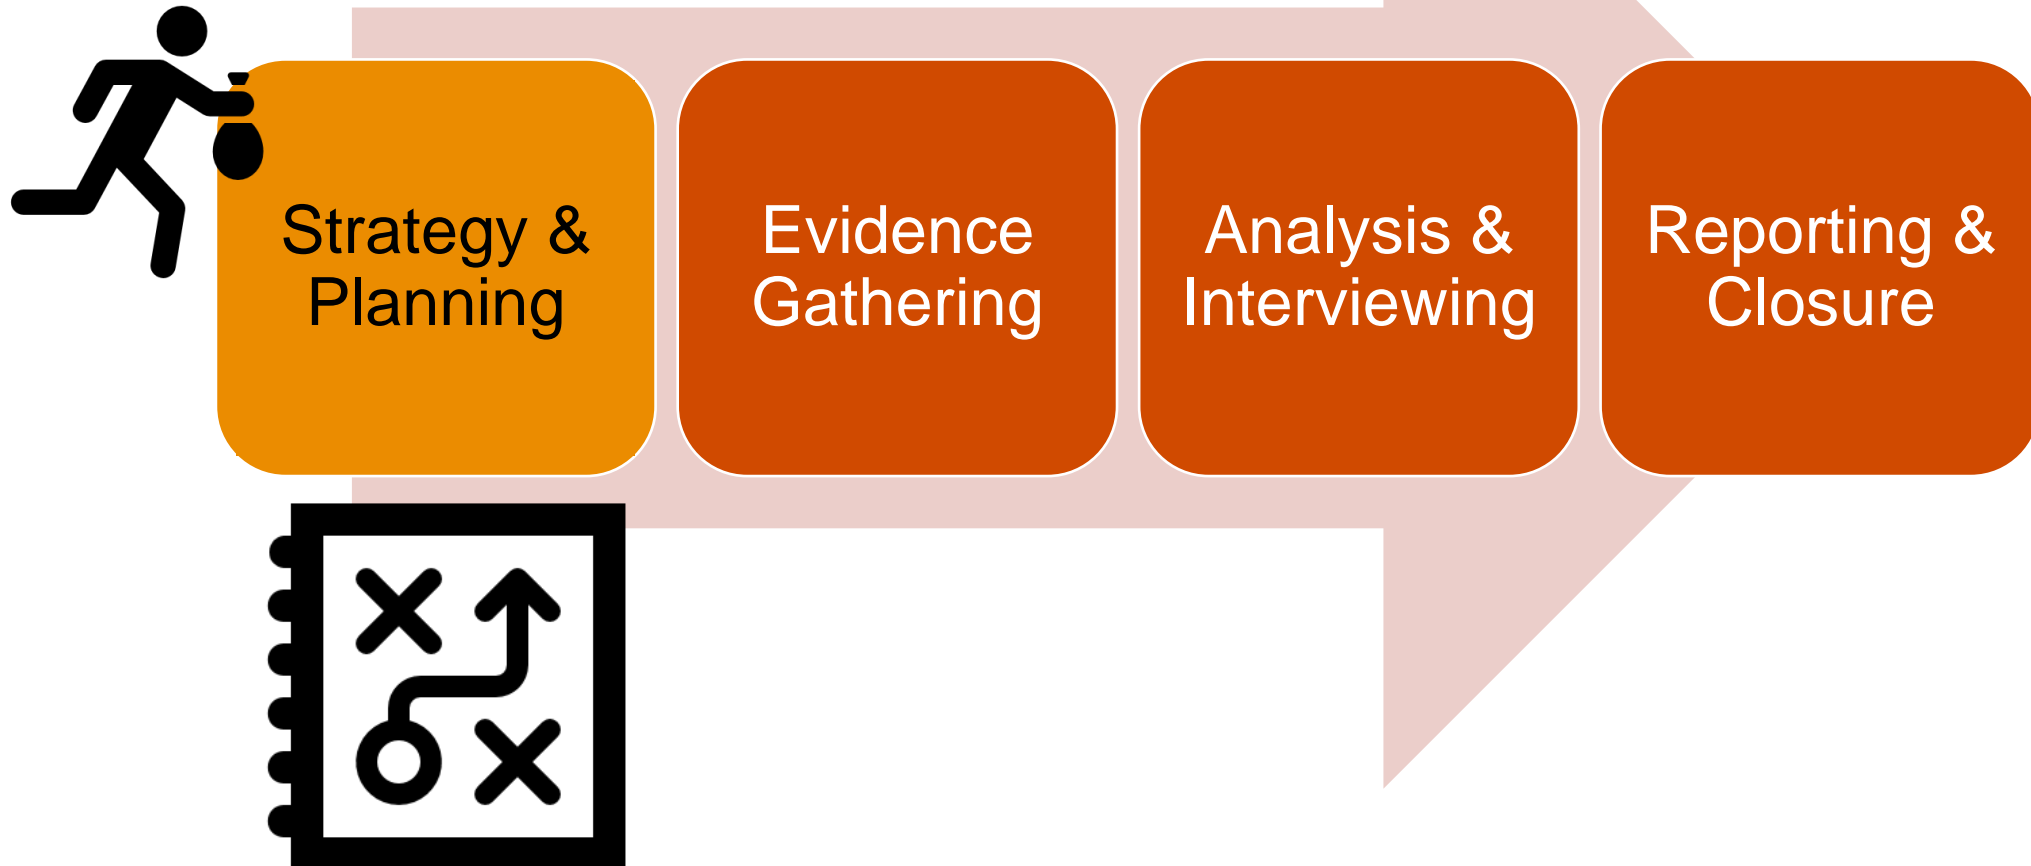 Strategy &
Planning
Evidence
Gathering
Analysis &
Interviewing
Reporting &
Closure